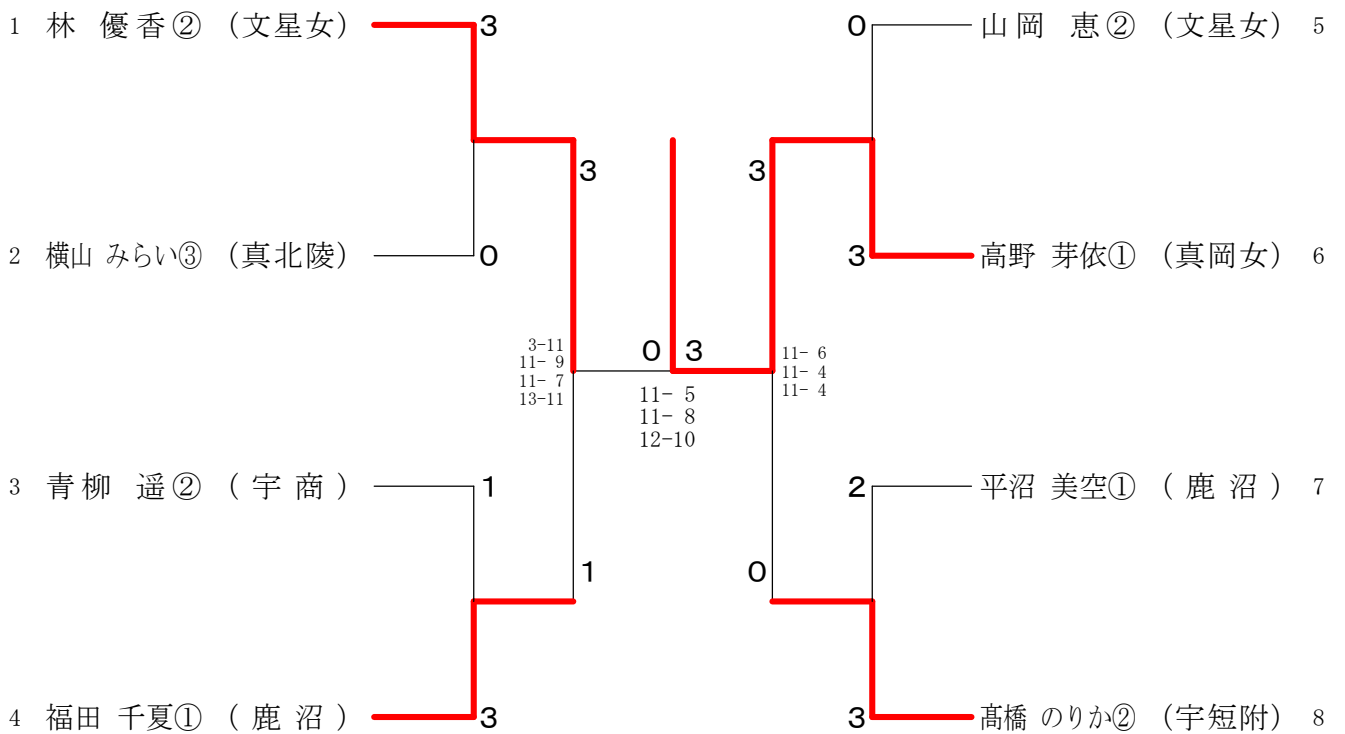 1 林 優香② (文星女) 3
0 山岡 恵② (文星女) 5
3 3
2 横山 みらい③ (真北陵) 0
3 高野 芽依① (真岡女) 6
3-11
11- 9
11- 7
13-11
0 3
11- 5
11- 8
12-10
11- 6
11- 4
11- 4
3 青柳 遥② (宇商) 1
2 平沼 美空① (鹿沼) 7
1 0
4 福田 千夏① (鹿沼) 3
3 髙橋 のりか② (宇短附) 8